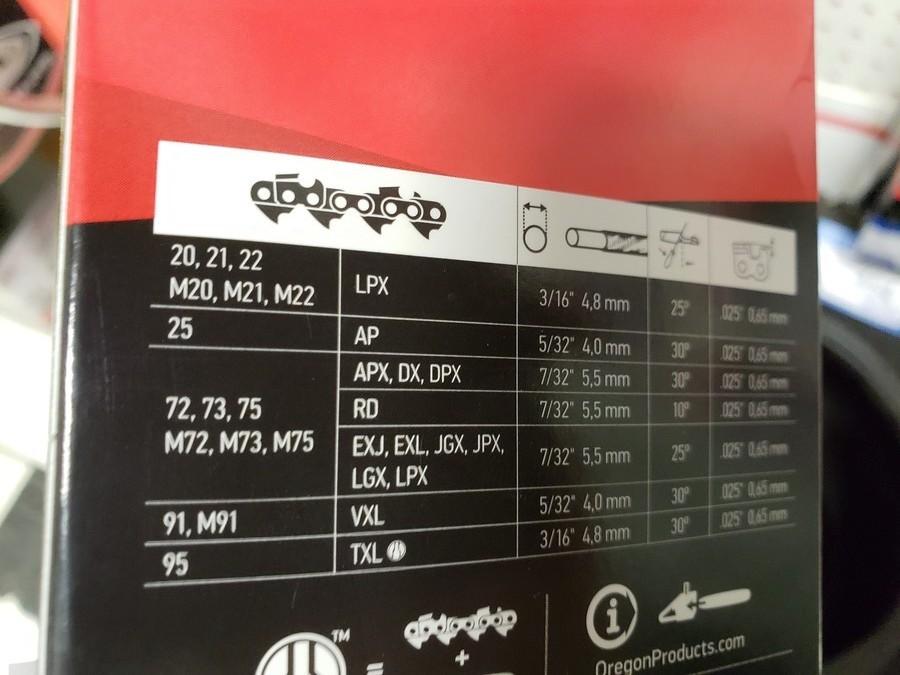 20, 21, 22
M20, M21, M22
LPX
3/16" 4,8 mm
25°
.025" 0,65 mm
25
AP
5/32" 4,0 mm
30°
.025" 0,65 mm
72, 73, 75
M72, M73, M75
APX, DX, DPX
7/32" 5,5 mm
30°
.025" 0,65 mm
RD
7/32" 5,5 mm
10°
.025" 0,65 mm
EXJ, EXL, JGX, JPX,
LGX, LPX
7/32" 5,5 mm
25°
.025" 0,65 mm
91, M91
VXL
5/32" 4,0 mm
30°
.025" 0,65 mm
95
TXL
3/16" 4,8 mm
30°
.025" 0,65 mm
TM
=
+
i
OregonProducts.com